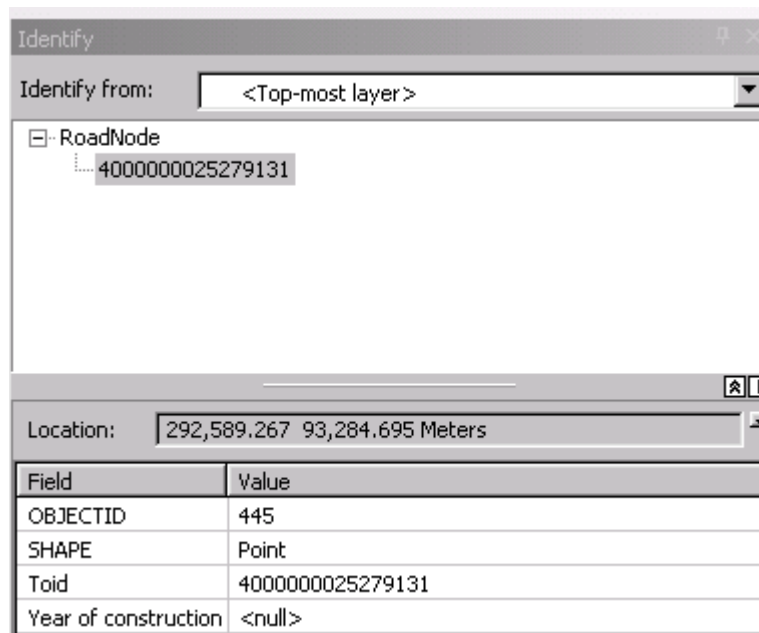 Identify
Identify from: <Top-most layer>
RoadNode
4000000025279131
Location: 292,589.267 93,284.695 Meters
Field Value
OBJECTID 445
SHAPE Point
Toid 4000000025279131
Year of construction <null>